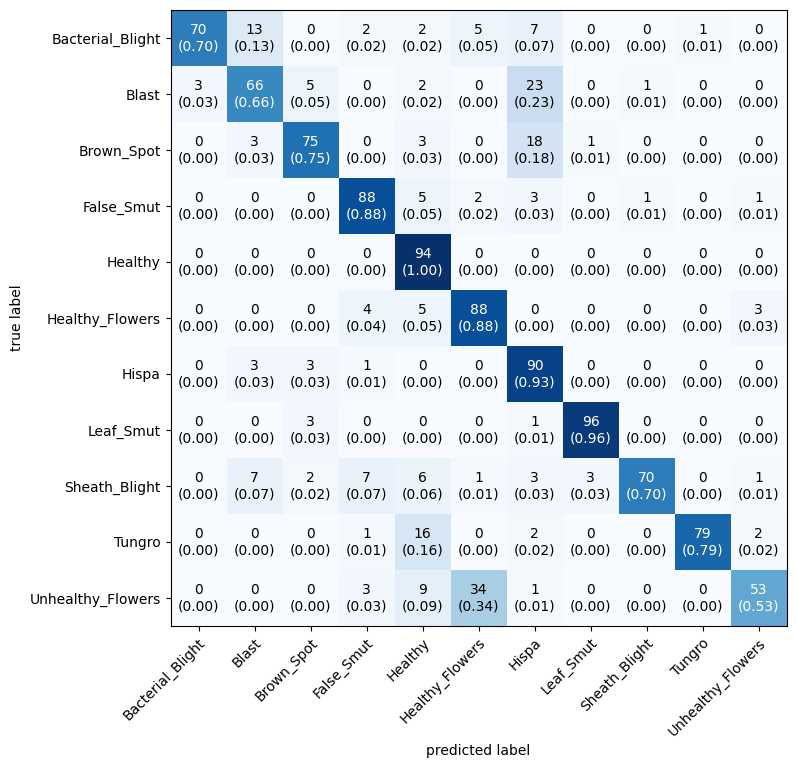 Bacterial_Blight 70 13 0 2 2 5 7 0 0 1 0
(0.70) (0.13) (0.00) (0.02) (0.02) (0.05) (0.07) (0.00) (0.00) (0.01) (0.00)
Blast 3 66 5 0 2 0 23 0 1 0 0
(0.03) (0.66) (0.05) (0.00) (0.02) (0.00) (0.23) (0.00) (0.01) (0.00) (0.00)
Brown_Spot 0 3 75 0 3 0 18 1 0 0 0
(0.00) (0.03) (0.75) (0.00) (0.03) (0.00) (0.18) (0.01) (0.00) (0.00) (0.00)
False_Smut 0 0 0 88 5 2 3 0 1 0 1
(0.00) (0.00) (0.00) (0.88) (0.05) (0.02) (0.03) (0.00) (0.01) (0.00) (0.01)
Healthy 0 0 0 0 94 0 0 0 0 0 0
(0.00) (0.00) (0.00) (0.00) (1.00) (0.00) (0.00) (0.00) (0.00) (0.00) (0.00)
Healthy_Flowers 0 0 0 4 5 88 0 0 0 0 3
(0.00) (0.00) (0.00) (0.04) (0.05) (0.88) (0.00) (0.00) (0.00) (0.00) (0.03)
Hispa 0 3 3 1 0 0 90 0 0 0 0
(0.00) (0.03) (0.03) (0.01) (0.00) (0.00) (0.93) (0.00) (0.00) (0.00) (0.00)
Leaf_Smut 0 0 3 0 0 0 1 96 0 0 0
(0.00) (0.00) (0.03) (0.00) (0.00) (0.00) (0.01) (0.96) (0.00) (0.00) (0.00)
Sheath_Blight 0 7 2 7 6 1 3 3 70 0 1
(0.00) (0.07) (0.02) (0.07) (0.06) (0.01) (0.03) (0.03) (0.70) (0.00) (0.01)
Tungro 0 0 0 1 16 0 2 0 0 79 2
(0.00) (0.00) (0.00) (0.01) (0.16) (0.00) (0.02) (0.00) (0.00) (0.79) (0.02)
Unhealthy_Flowers 0 0 0 3 9 34 1 0 0 0 53
(0.00) (0.00) (0.00) (0.03) (0.09) (0.34) (0.01) (0.00) (0.00) (0.00) (0.53)
true label
Bacterial_Blight
Blast
Brown_Spot
False_Smut
Healthy
Healthy_Flowers
Hispa
Leaf_Smut
Sheath_Blight
Tungro
Unhealthy_Flowers
predicted label